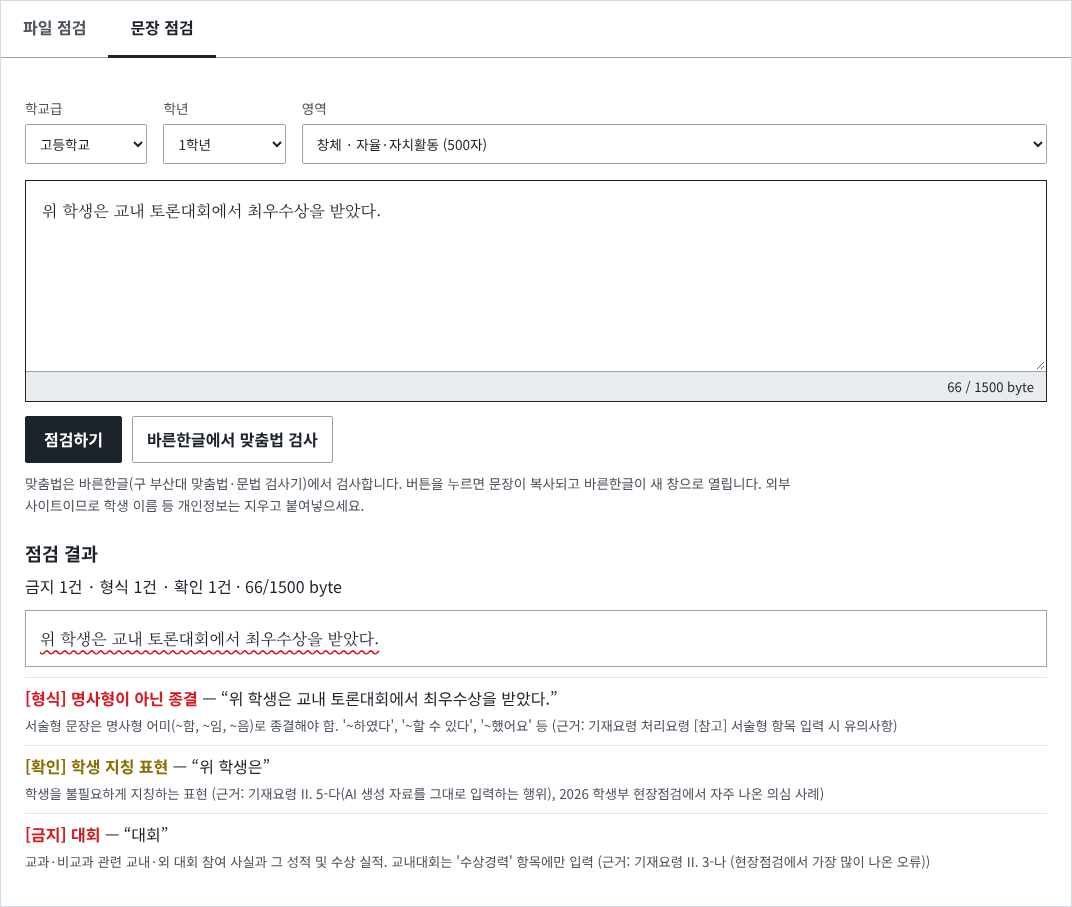 파일 점검 문장 점검
학교급 학년 영역
고등학교 1학년 창체 · 자율·자치활동 (500자)
위 학생은 교내 토론대회에서 최우수상을 받았다.
66 / 1500 byte
점검하기 바른한글에서 맞춤법 검사
맞춤법은 바른한글(구 부산대 맞춤법·문법 검사기)에서 검사합니다. 버튼을 누르면 문장이 복사되고 바른한글이 새 창으로 열립니다. 외부
사이트이므로 학생 이름 등 개인정보는 지우고 붙여넣으세요.
점검 결과
금지 1건 · 형식 1건 · 확인 1건 · 66/1500 byte
위 학생은 교내 토론대회에서 최우수상을 받았다.
[형식] 명사형이 아닌 종결 — “위 학생은 교내 토론대회에서 최우수상을 받았다.”
서술형 문장은 명사형 어미(~함, ~임, ~음)로 종결해야 함. '~하였다', '~할 수 있다', '~했어요' 등 (근거: 기재요령 처리요령 [참고] 서술형 항목 입력 시 유의사항)
[확인] 학생 지칭 표현 — “위 학생은”
학생을 불필요하게 지칭하는 표현 (근거: 기재요령 II. 5-다(AI 생성 자료를 그대로 입력하는 행위), 2026 학생부 현장점검에서 자주 나온 의심 사례)
[금지] 대회 — “대회”
교과·비교과 관련 교내·외 대회 참여 사실과 그 성적 및 수상 실적. 교내대회는 '수상경력' 항목에만 입력 (근거: 기재요령 II. 3-나 (현장점검에서 가장 많이 나온 오류))